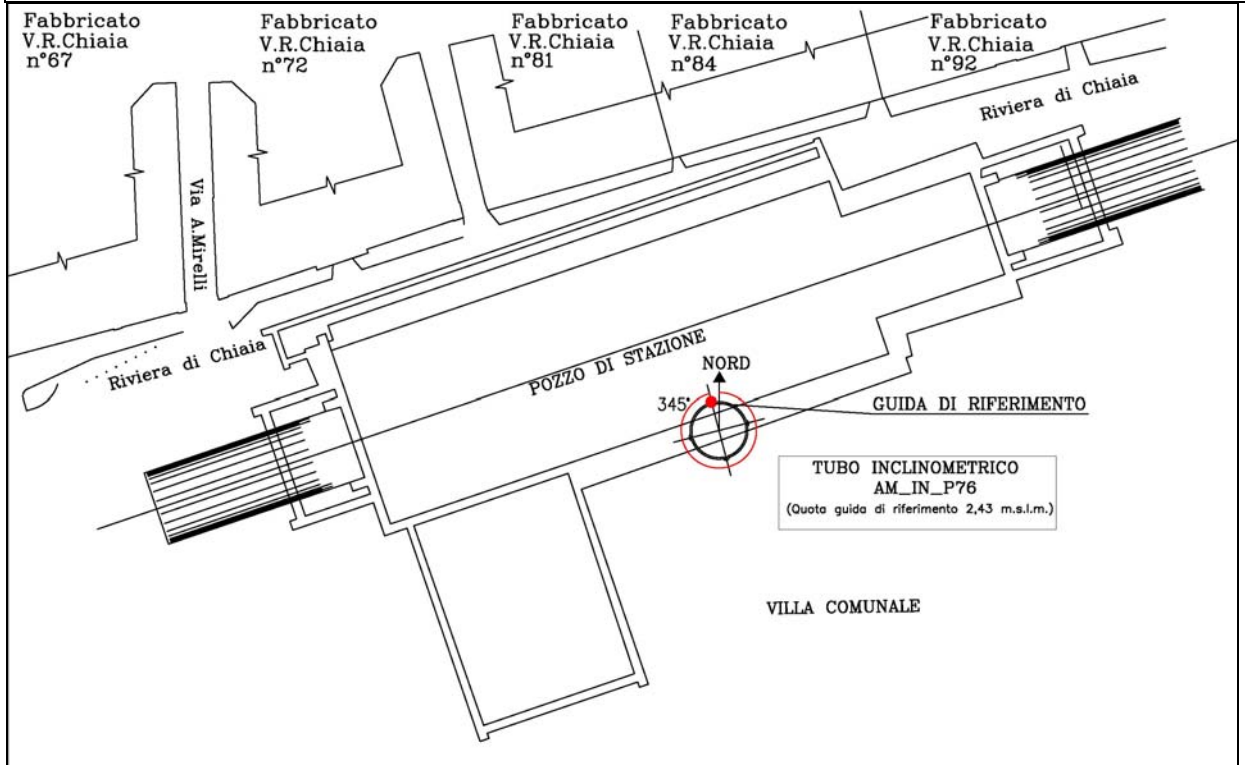 Fabbricato
V.R.Chiaia
n°67
Fabbricato
V.R.Chiaia
n°72
Fabbricato
V.R.Chiaia
n°81
Fabbricato
V.R.Chiaia
n°84
Fabbricato
V.R.Chiaia
n°92
Riviera di Chiaia
Via A.Mirelli
Riviera di Chiaia
POZZO DI STAZIONE
NORD
345°
GUIDA DI RIFERIMENTO
TUBO INCLINOMETRICO
AM_IN_P76
(Quota guida di riferimento 2,43 m.s.l.m.)
VILLA COMUNALE